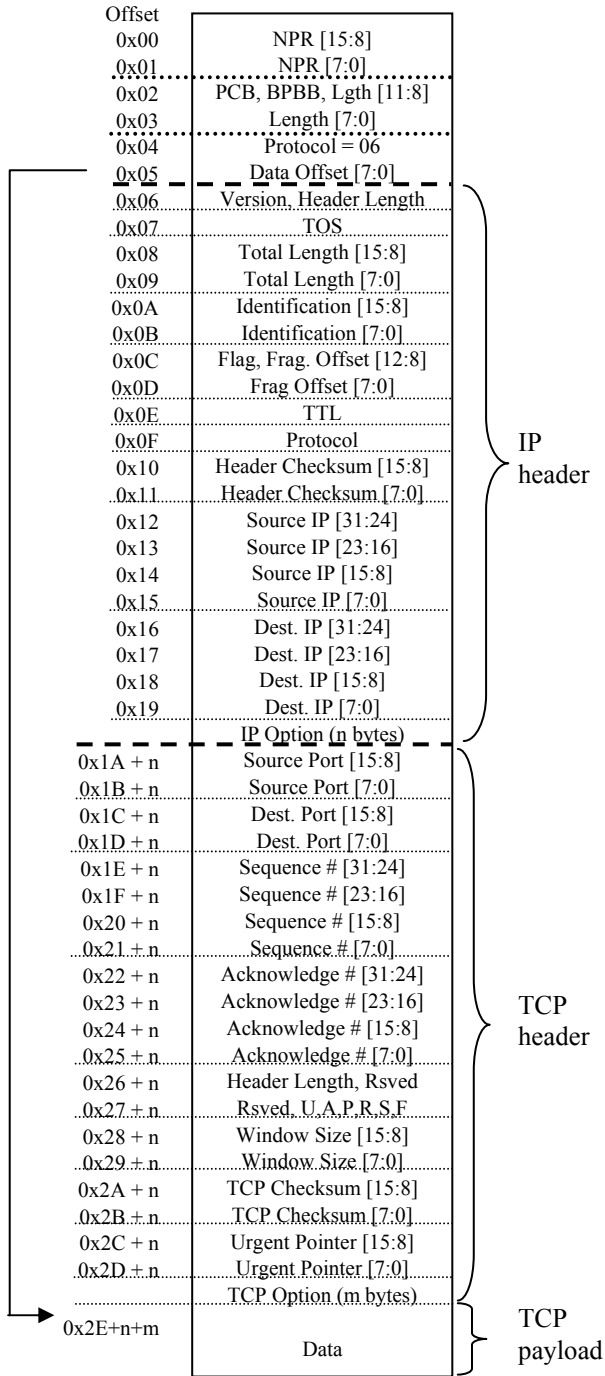 Offset
0x00 NPR [15:8]
0x01 NPR [7:0]
0x02 PCB, BPBB, Lgth [11:8]
0x03 Length [7:0]
0x04 Protocol = 06
0x05 Data Offset [7:0]
0x06 Version, Header Length
0x07 TOS
0x08 Total Length [15:8]
0x09 Total Length [7:0]
0x0A Identification [15:8]
0x0B Identification [7:0]
0x0C Flag, Frag. Offset [12:8]
0x0D Frag Offset [7:0]
0x0E TTL
0x0F Protocol
0x10 Header Checksum [15:8]
0x11 Header Checksum [7:0]
0x12 Source IP [31:24]
0x13 Source IP [23:16]
0x14 Source IP [15:8]
0x15 Source IP [7:0]
0x16 Dest. IP [31:24]
0x17 Dest. IP [23:16]
0x18 Dest. IP [15:8]
0x19 Dest. IP [7:0]
IP Option (n bytes)
IP
header
0x1A + n Source Port [15:8]
0x1B + n Source Port [7:0]
0x1C + n Dest. Port [15:8]
0x1D + n Dest. Port [7:0]
0x1E + n Sequence # [31:24]
0x1F + n Sequence # [23:16]
0x20 + n Sequence # [15:8]
0x21 + n Sequence # [7:0]
0x22 + n Acknowledge # [31:24]
0x23 + n Acknowledge # [23:16]
0x24 + n Acknowledge # [15:8]
0x25 + n Acknowledge # [7:0]
0x26 + n Header Length, Rsved
0x27 + n Rsved, U,A,P,R,S,F
0x28 + n Window Size [15:8]
0x29 + n Window Size [7:0]
0x2A + n TCP Checksum [15:8]
0x2B + n TCP Checksum [7:0]
0x2C + n Urgent Pointer [15:8]
0x2D + n Urgent Pointer [7:0]
TCP Option (m bytes)
TCP
header
0x2E+n+m
Data
TCP
payload